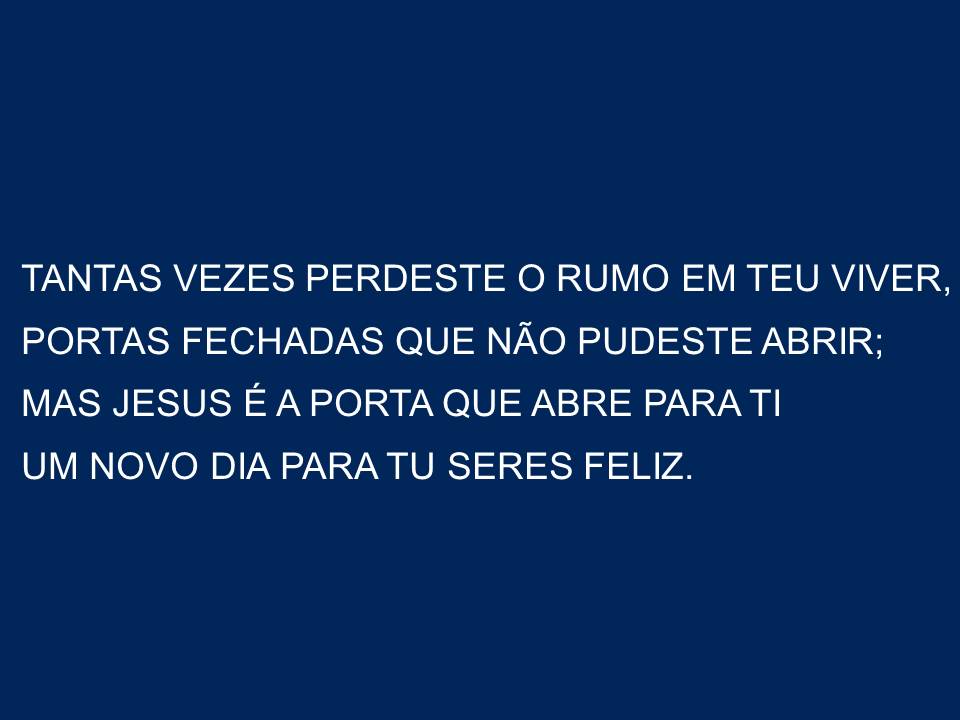 TANTAS VEZES PERDESTE O RUMO EM TEU VIVER,
PORTAS FECHADAS QUE NÃO PUDESTE ABRIR;
MAS JESUS É A PORTA QUE ABRE PARA TI
UM NOVO DIA PARA TU SERES FELIZ.